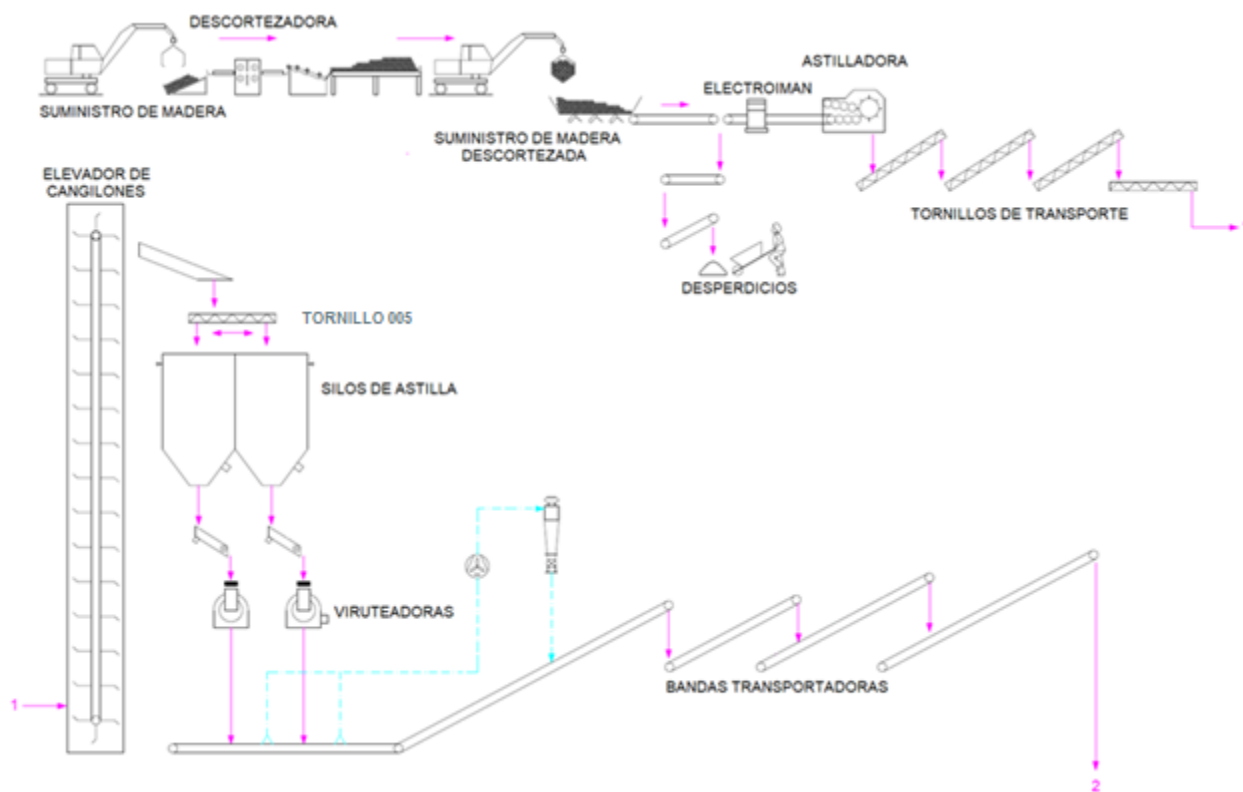 DESCORTEZADORA
SUMINISTRO DE MADERA
SUMINISTRO DE MADERA
DESCORTEZADA
ELECTROIMAN
ASTILLADORA
TORNILLOS DE TRANSPORTE
DESPERDICIOS
ELEVADOR DE
CANGILONES
TORNILLO 005
SILOS DE ASTILLA
VIRUTEADORAS
BANDAS TRANSPORTADORAS
1
2